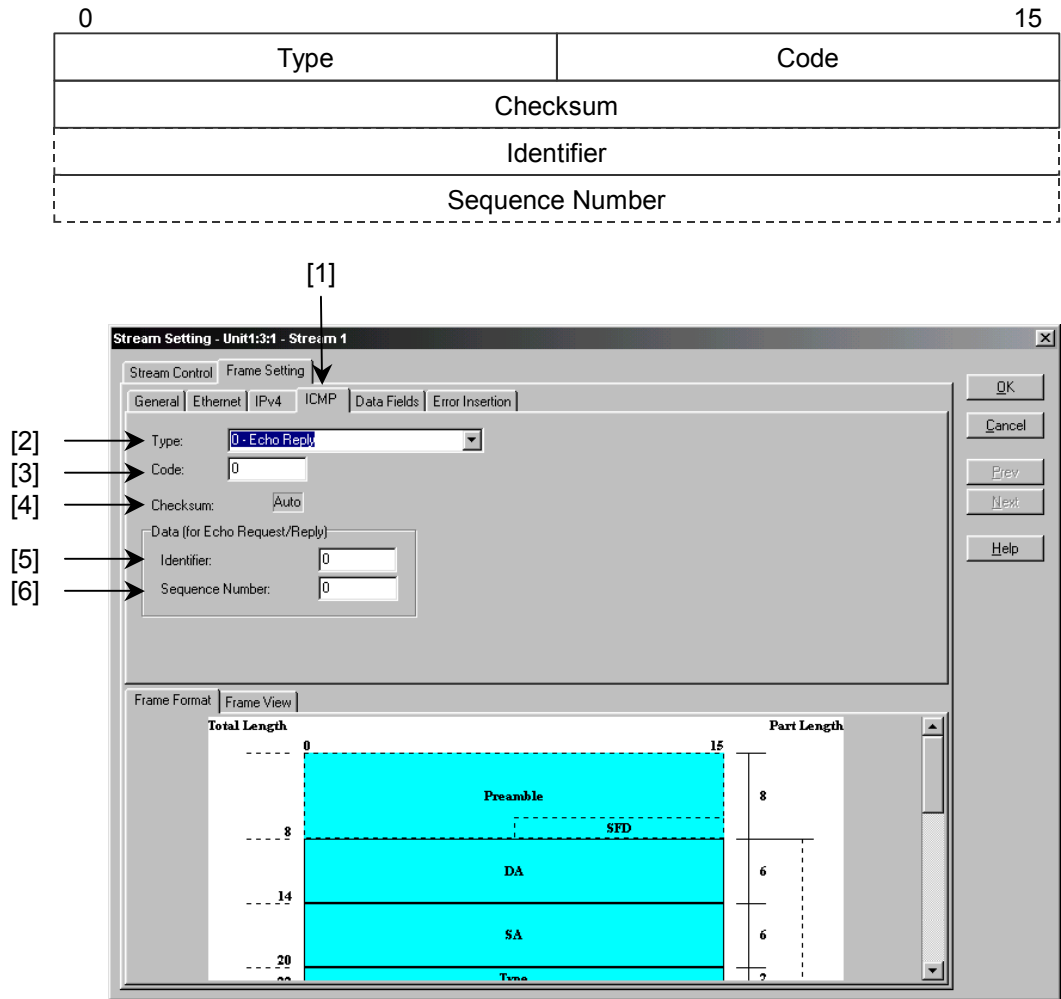 0 15
Type Code
Checksum
Identifier
Sequence Number
[1]
Stream Setting - Unit1:3:1 - Stream 1
Stream Control Frame Setting
General Ethernet IPv4 ICMP Data Fields Error Insertion
OK
Cancel
Prev
Next
Help
[2] Type: 0 - Echo Reply
[3] Code: 0
[4] Checksum: Auto
Data (for Echo Request/Reply)
[5] Identifier: 0
[6] Sequence Number: 0
Frame Format Frame View
Total Length Part Length
0 15
Preamble 8
8 SFD
DA 6
14
SA 6
20
Type 2
22